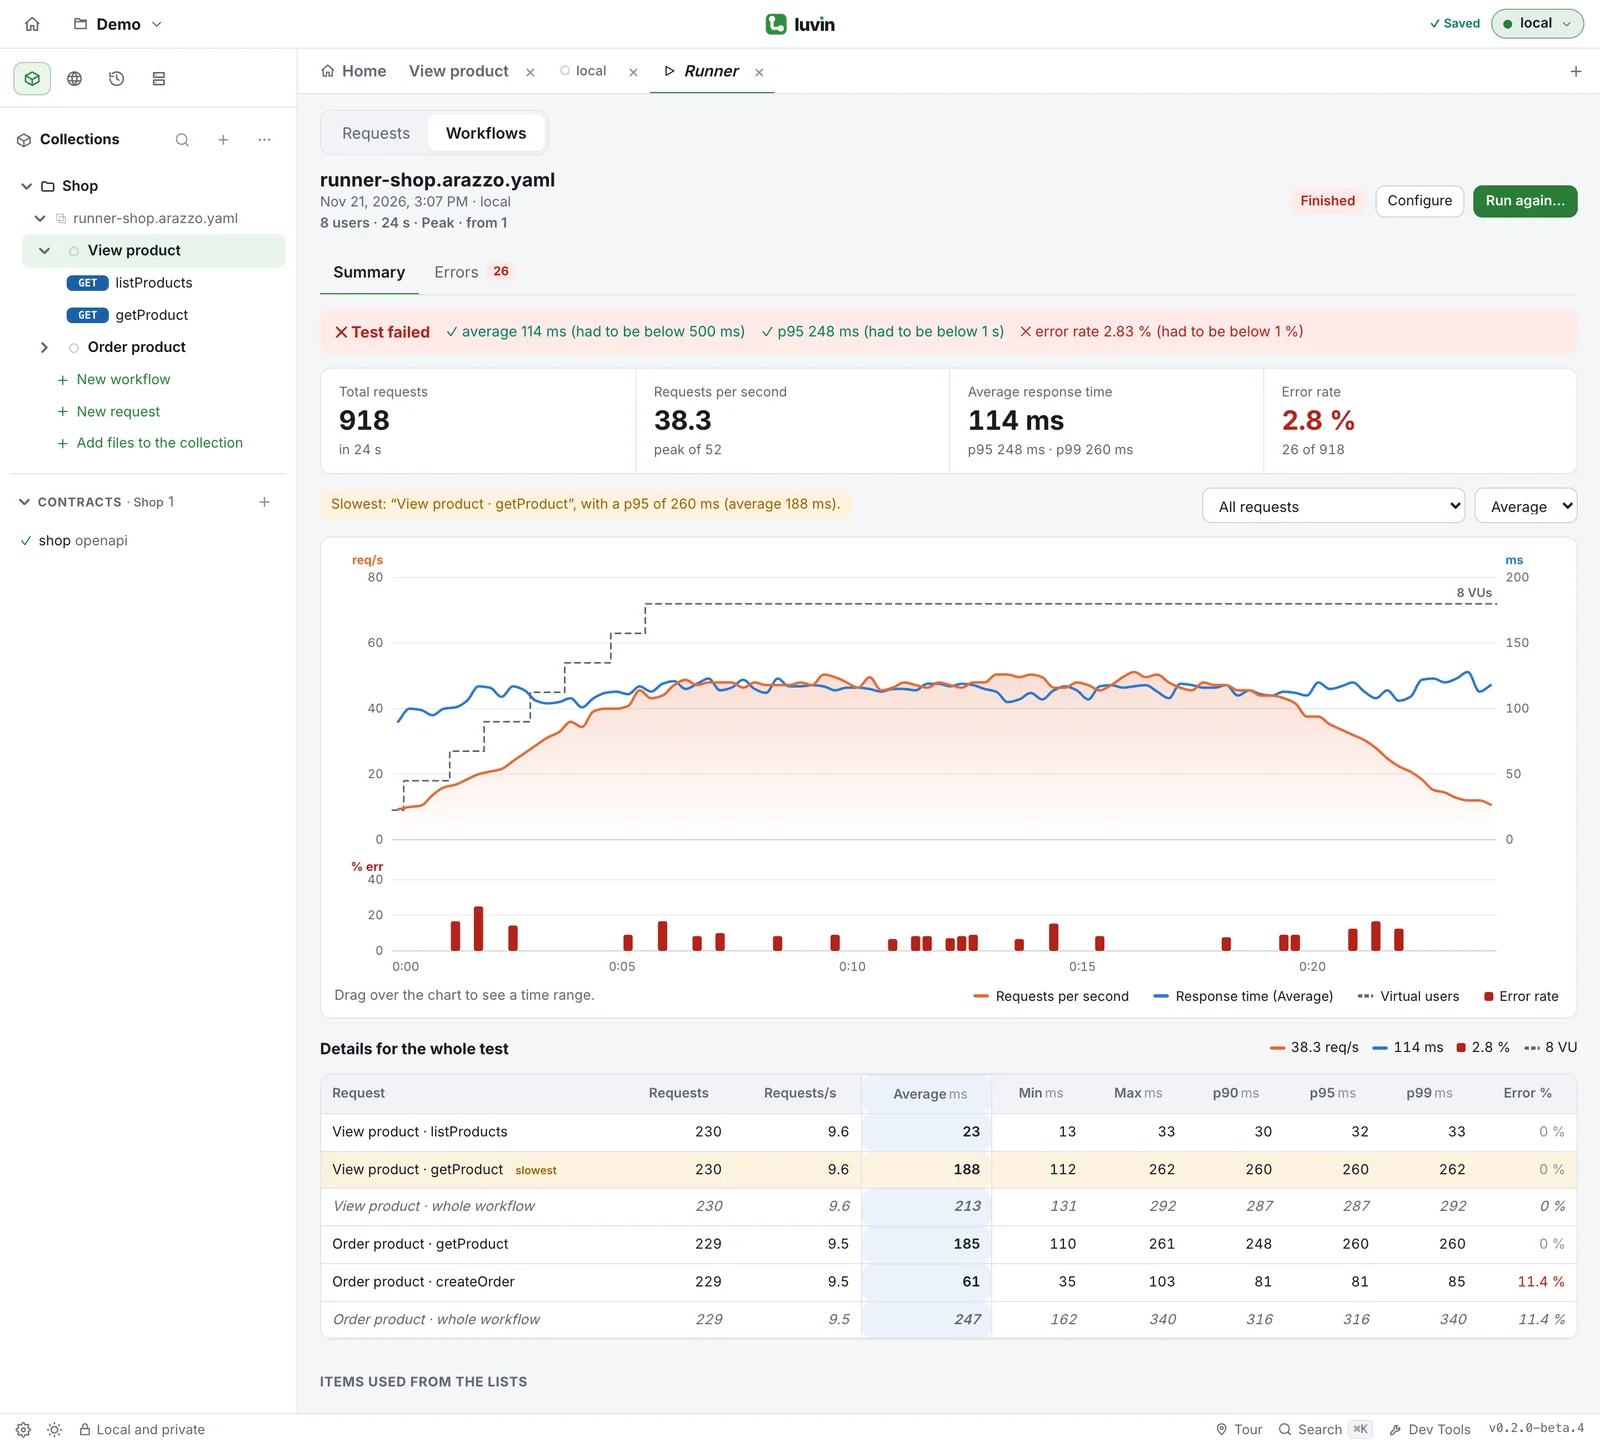 Demo
luvin
Saved
local
Home
View product
local
Runner
Collections
Shop
runner-shop.arazzo.yaml
View product
GET listProducts
GET getProduct
Order product
+ New workflow
+ New request
+ Add files to the collection
CONTRACTS · Shop 1
shop openapi
Requests
Workflows
runner-shop.arazzo.yaml
Nov 21, 2026, 3:07 PM · local
8 users · 24 s · Peak · from 1
Finished
Configure
Run again...
Summary
Errors 26
Test failed
average 114 ms (had to be below 500 ms)
p95 248 ms (had to be below 1 s)
error rate 2.83 % (had to be below 1 %)
Total requests
918
in 24 s
Requests per second
38.3
peak of 52
Average response time
114 ms
p95 248 ms · p99 260 ms
Error rate
2.8 %
26 of 918
Slowest: “View product · getProduct”, with a p95 of 260 ms (average 188 ms).
All requests
Average
req/s
ms
80
200
8 VUs
60
150
40
100
20
50
0
0
% err
40
20
0
0:00
0:05
0:10
0:15
0:20
Drag over the chart to see a time range.
Requests per second
Response time (Average)
Virtual users
Error rate
Details for the whole test
38.3 req/s
114 ms
2.8 %
8 VU
Request Requests Requests/s Average ms Min ms Max ms p90 ms p95 ms p99 ms Error %
View product · listProducts 230 9.6 23 13 33 30 32 33 0 %
View product · getProduct slowest 230 9.6 188 112 262 260 260 262 0 %
View product · whole workflow 230 9.6 213 131 292 287 287 292 0 %
Order product · getProduct 229 9.5 185 110 261 248 260 260 0 %
Order product · createOrder 229 9.5 61 35 103 81 81 85 11.4 %
Order product · whole workflow 229 9.5 247 162 340 316 316 340 11.4 %
ITEMS USED FROM THE LISTS
Local and private
Tour
Search ⌘K
Dev Tools
v0.2.0-beta.4